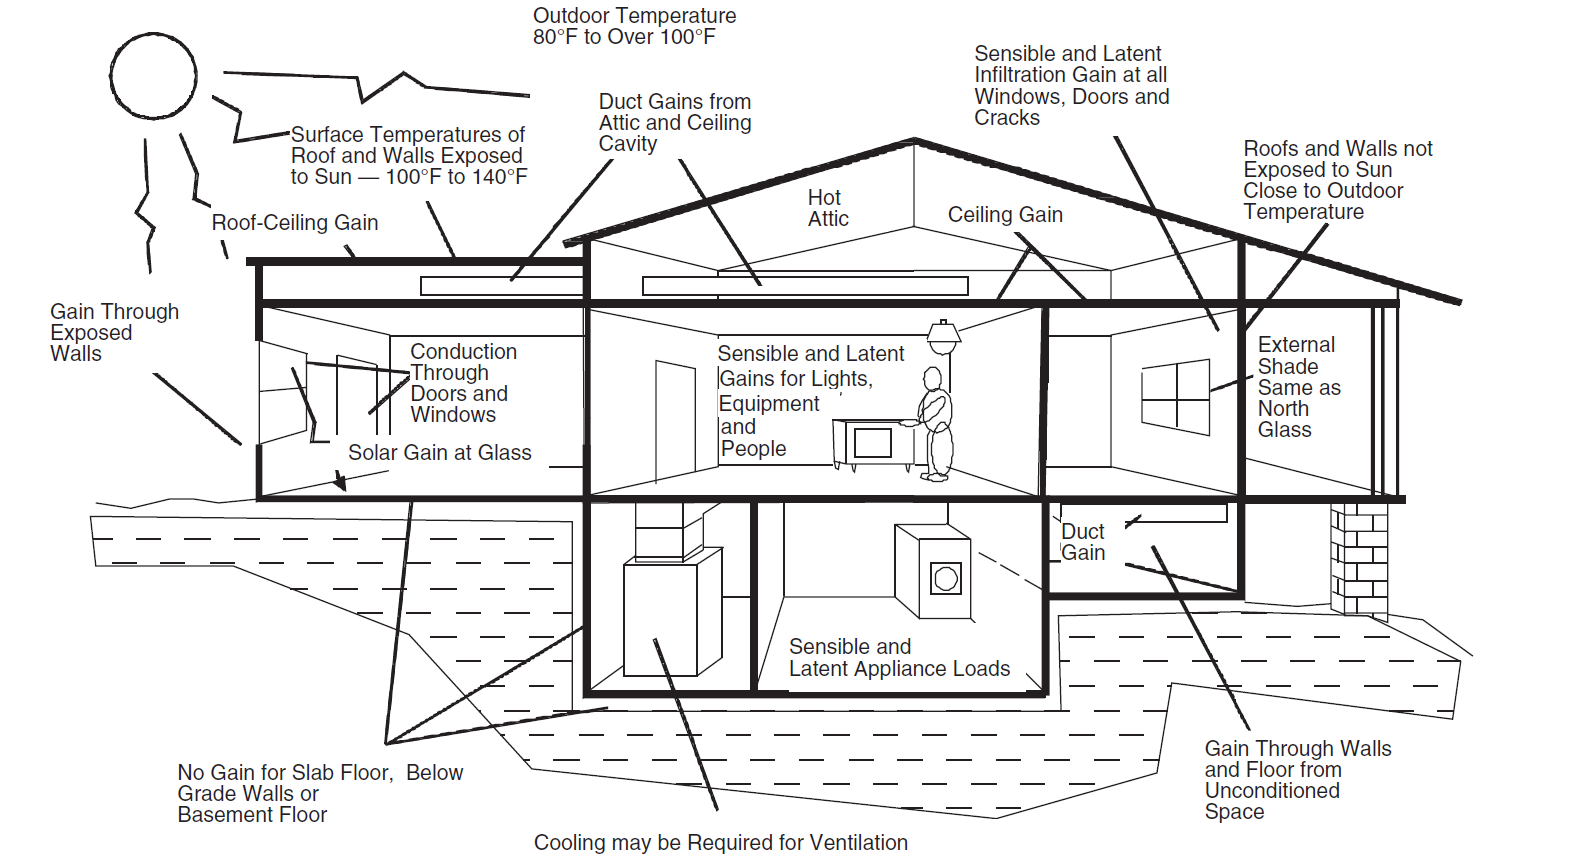 Outdoor Temperature
80°F to Over 100°F
Sensible and Latent
Infiltration Gain at all
Windows, Doors and
Cracks
Duct Gains from
Attic and Ceiling
Cavity
Surface Temperatures of
Roof and Walls Exposed
to Sun — 100°F to 140°F
Roofs and Walls not
Exposed to Sun
Close to Outdoor
Temperature
Roof-Ceiling Gain
Hot
Attic
Ceiling Gain
Gain Through
Exposed
Walls
Conduction
Through
Doors and
Windows
Solar Gain at Glass
Sensible and Latent
Gains for Lights,
Equipment
and
People
External
Shade
Same as
North
Glass
Duct
Gain
Sensible and
Latent Appliance Loads
No Gain for Slab Floor, Below
Grade Walls or
Basement Floor
Gain Through Walls
and Floor from
Unconditioned
Space
Cooling may be Required for Ventilation